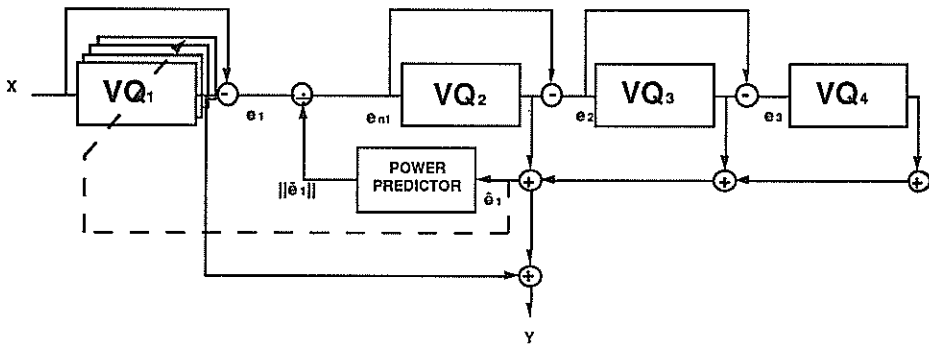 X
VQ1
-
e1
÷
en1
VQ2
-
e2
VQ3
-
e3
VQ4
||ê1||
POWER
PREDICTOR
ê1
+
+
+
+
Y